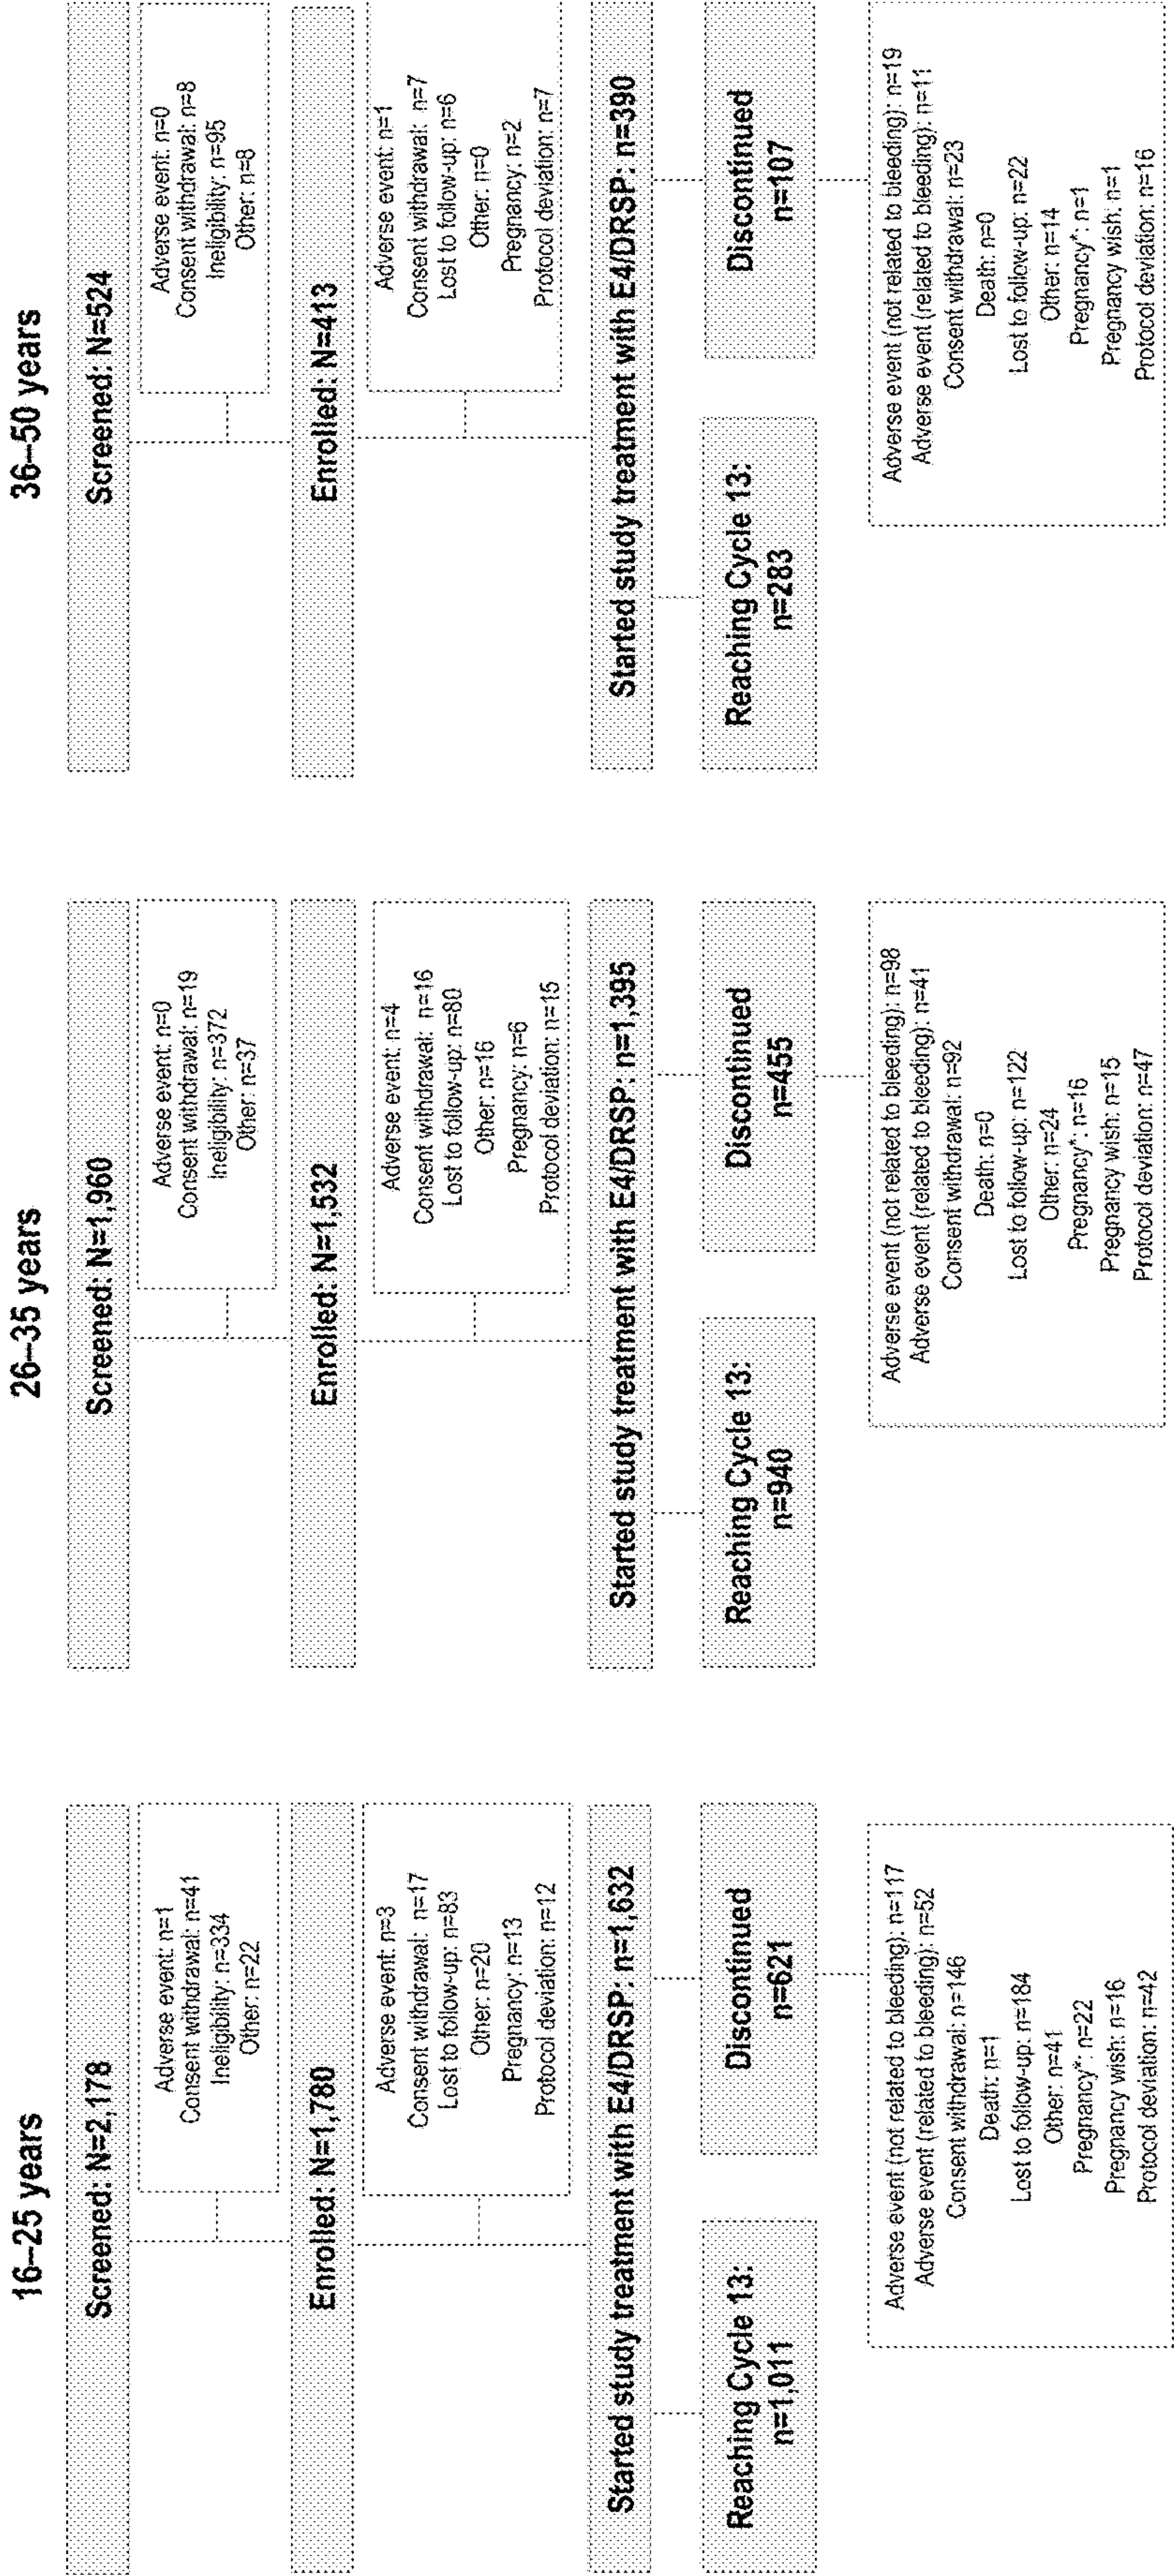 16–25 years
Screened: N=2,178
Adverse event: n=1
Consent withdrawal: n=41
Ineligibility: n=334
Other: n=22
Enrolled: N=1,780
Adverse event: n=3
Consent withdrawal: n=17
Lost to follow-up: n=83
Other: n=20
Pregnancy: n=13
Protocol deviation: n=12
Started study treatment with E4/DRSP: n=1,632
Reaching Cycle 13:
n=1,011
Discontinued
n=621
Adverse event (not related to bleeding): n=117
Adverse event (related to bleeding): n=52
Consent withdrawal: n=146
Death: n=1
Lost to follow-up: n=184
Other: n=41
Pregnancy*: n=22
Pregnancy wish: n=16
Protocol deviation: n=42
26–35 years
Screened: N=1,960
Adverse event: n=0
Consent withdrawal: n=19
Ineligibility: n=372
Other: n=37
Enrolled: N=1,532
Adverse event: n=4
Consent withdrawal: n=16
Lost to follow-up: n=80
Other: n=16
Pregnancy: n=6
Protocol deviation: n=15
Started study treatment with E4/DRSP: n=1,395
Reaching Cycle 13:
n=940
Discontinued
n=455
Adverse event (not related to bleeding): n=98
Adverse event (related to bleeding): n=41
Consent withdrawal: n=92
Death: n=0
Lost to follow-up: n=122
Other: n=24
Pregnancy*: n=16
Pregnancy wish: n=15
Protocol deviation: n=47
36–50 years
Screened: N=524
Adverse event: n=0
Consent withdrawal: n=8
Ineligibility: n=95
Other: n=8
Enrolled: N=413
Adverse event: n=1
Consent withdrawal: n=7
Lost to follow-up: n=6
Other: n=0
Pregnancy: n=2
Protocol deviation: n=7
Started study treatment with E4/DRSP: n=390
Reaching Cycle 13:
n=283
Discontinued
n=107
Adverse event (not related to bleeding): n=19
Adverse event (related to bleeding): n=11
Consent withdrawal: n=23
Death: n=0
Lost to follow-up: n=22
Other: n=14
Pregnancy*: n=1
Pregnancy wish: n=1
Protocol deviation: n=16